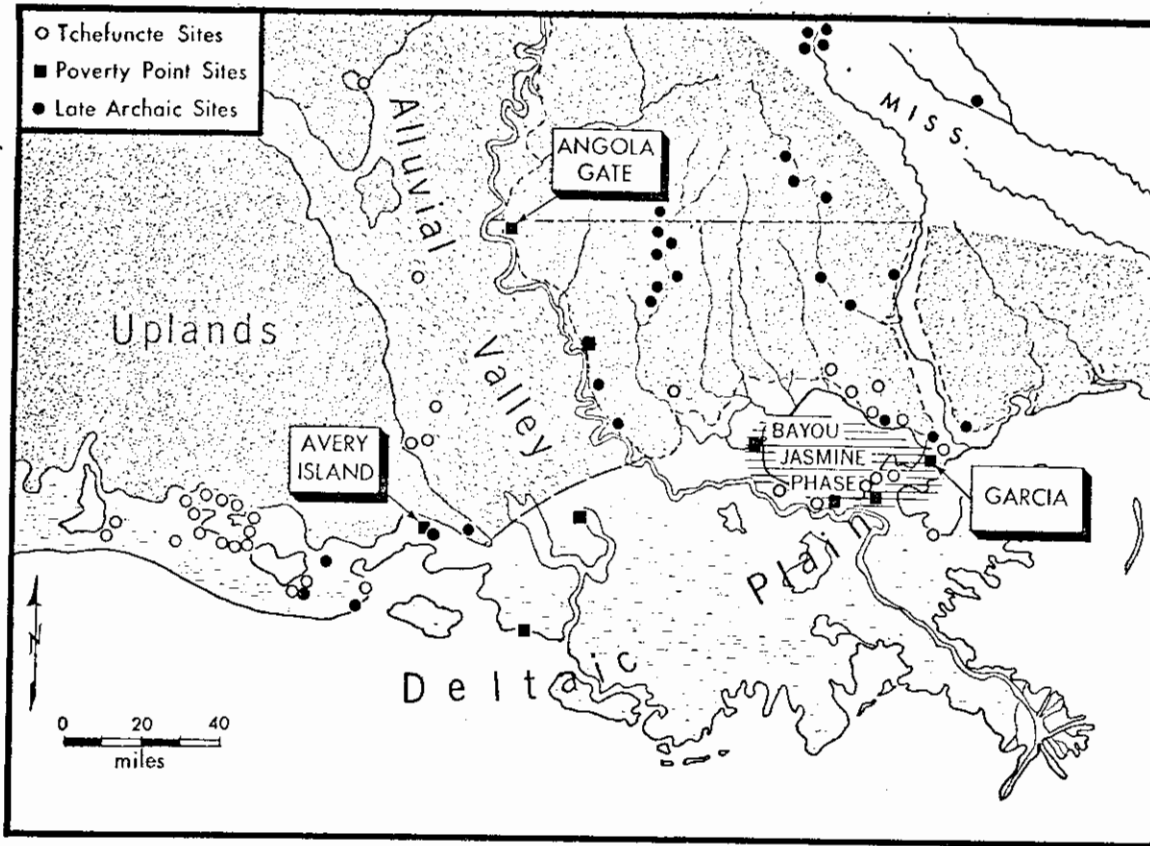 Tchefuncte Sites
Poverty Point Sites
Late Archaic Sites
MISS.
Alluvial
Valley
ANGOLA
GATE
Uplands
AVERY
ISLAND
BAYOU
JASMINE
PHASE
GARCIA
Deltaic
Plain
N
0 20 40
miles